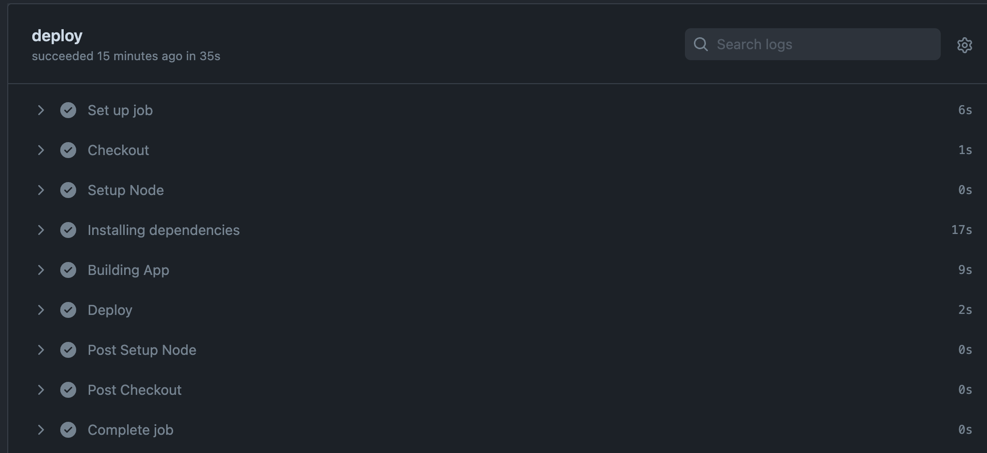 deploy
succeeded 15 minutes ago in 35s
Search logs
Set up job 6s
Checkout 1s
Setup Node 0s
Installing dependencies 17s
Building App 9s
Deploy 2s
Post Setup Node 0s
Post Checkout 0s
Complete job 0s